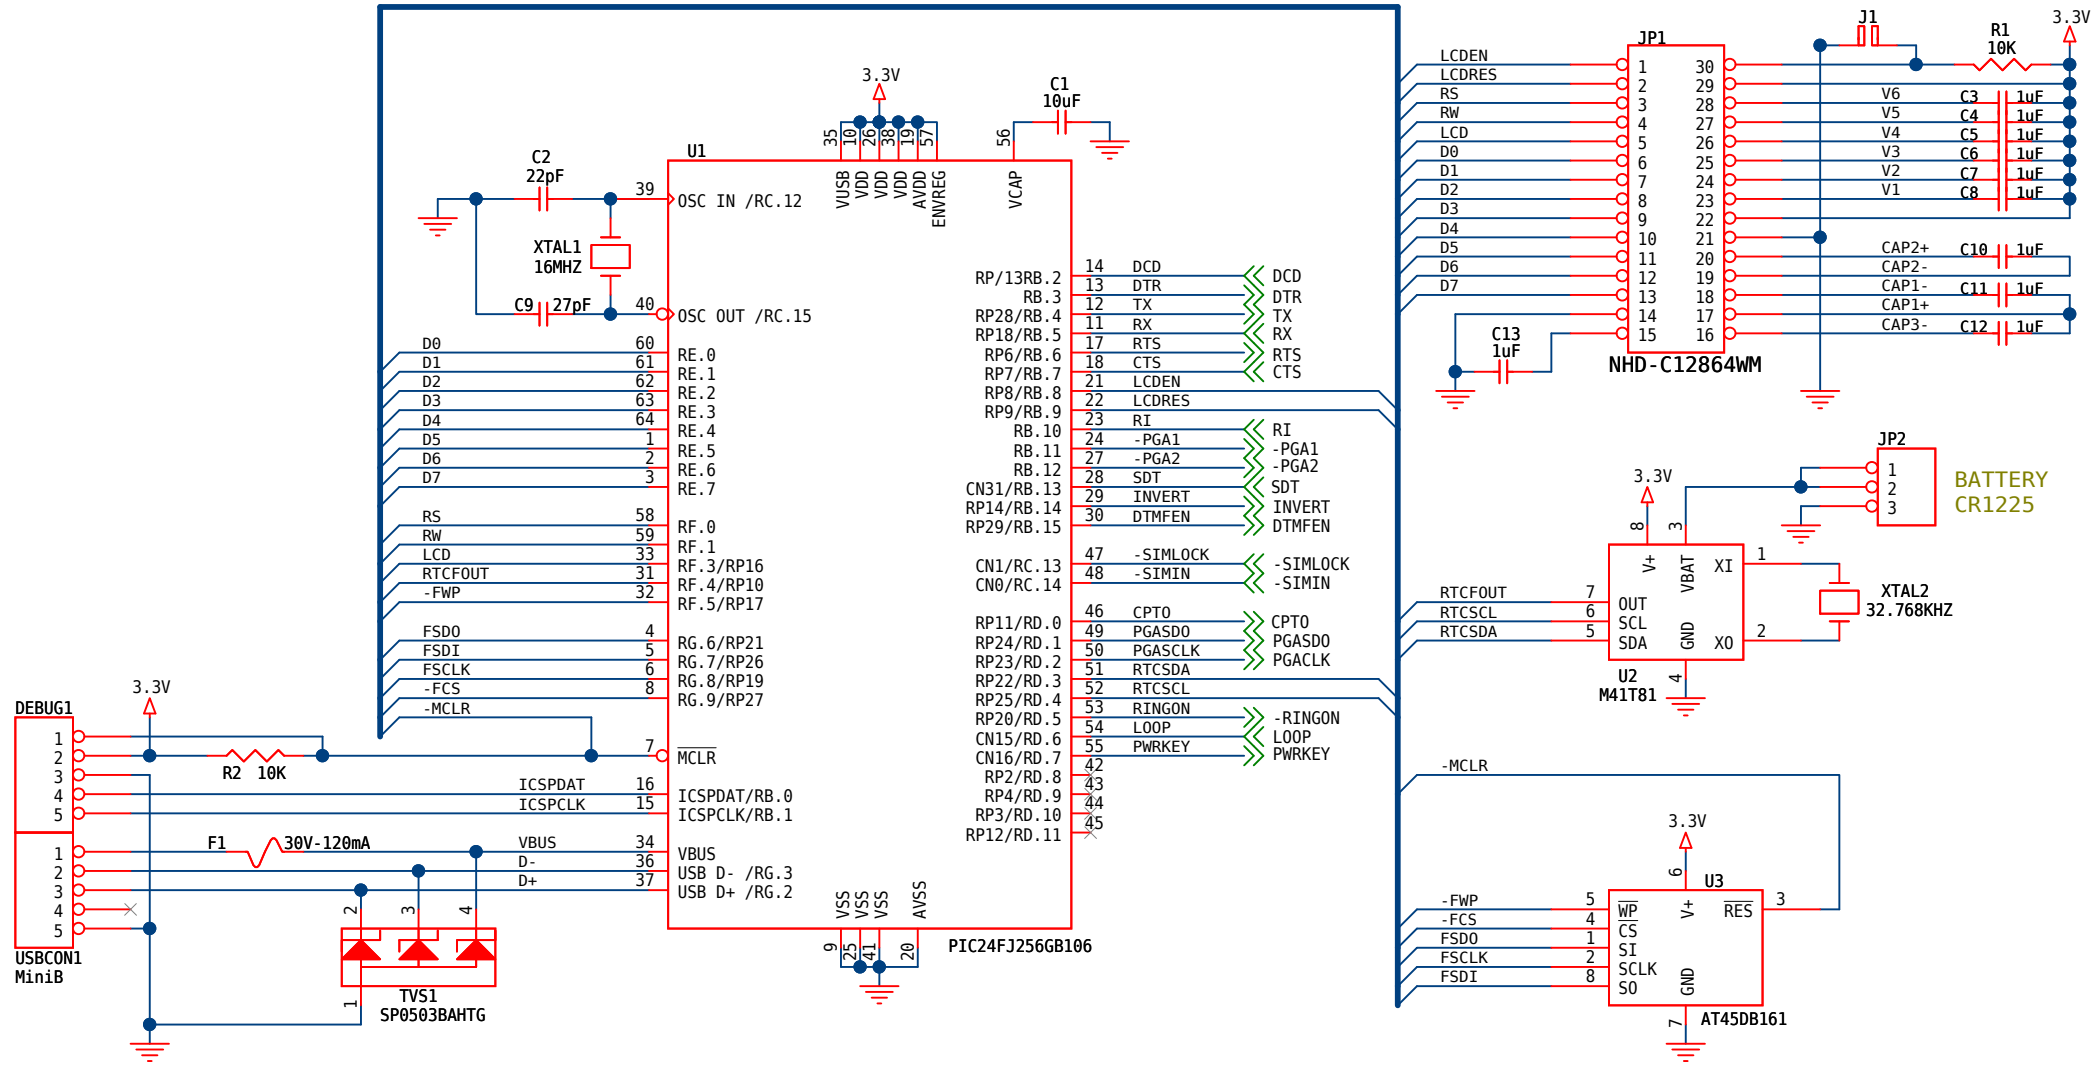 3.3V
C1
10uF
35
10
26
38
19
57
56
U1
VUSB
VDD
VDD
VDD
AVDD
ENVREG
VCAP
C2
22pF
39
OSC IN /RC.12
XTAL1
16MHZ
C9
27pF
40
OSC OUT /RC.15
D0 60 RE.0
D1 61 RE.1
D2 62 RE.2
D3 63 RE.3
D4 64 RE.4
D5 1 RE.5
D6 2 RE.6
D7 3 RE.7
RS 58 RF.0
RW 59 RF.1
LCD 33 RF.3/RP16
RTCFOUT 31 RF.4/RP10
-FWP 32 RF.5/RP17
FSDO 4 RG.6/RP21
FSDI 5 RG.7/RP26
FSCLK 6 RG.8/RP19
-FCS 8 RG.9/RP27
-MCLR
7 MCLR
ICSPDAT 16 ICSPDAT/RB.0
ICSPCLK 15 ICSPCLK/RB.1
VBUS 34 VBUS
D- 36 USB D- /RG.3
D+ 37 USB D+ /RG.2
RP/13RB.2 14 DCD DCD
RB.3 13 DTR DTR
RP28/RB.4 12 TX TX
RP18/RB.5 11 RX RX
RP6/RB.6 17 RTS RTS
RP7/RB.7 18 CTS CTS
RP8/RB.8 21 LCDEN
RP9/RB.9 22 LCDRES
RB.10 23 RI RI
RB.11 24 -PGA1 -PGA1
RB.12 27 -PGA2 -PGA2
CN31/RB.13 28 SDT SDT
RP14/RB.14 29 INVERT INVERT
RP29/RB.15 30 DTMFEN DTMFEN
CN1/RC.13 47 -SIMLOCK -SIMLOCK
CN0/RC.14 48 -SIMIN -SIMIN
RP11/RD.0 46 CPTO CPTO
RP24/RD.1 49 PGASDO PGASDO
RP23/RD.2 50 PGASCLK PGACLK
RP22/RD.3 51 RTCSDA
RP25/RD.4 52 RTCSCL
RP20/RD.5 53 RINGON -RINGON
CN15/RD.6 54 LOOP LOOP
CN16/RD.7 55 PWRKEY PWRKEY
RP2/RD.8 42
RP4/RD.9 43
RP3/RD.10 44
RP12/RD.11 45
VSS
VSS
VSS
AVSS
9
25
41
20
PIC24FJ256GB106
3.3V
DEBUG1
1
2
3
4
5
R2 10K
1
2
3
4
5
USBCON1
MiniB
F1
30V-120mA
2
3
4
1
TVS1
SP0503BAHTG
JP1
LCDEN 1
LCDRES 2
RS 3
RW 4
LCD 5
D0 6
D1 7
D2 8
D3 9
D4 10
D5 11
D6 12
D7 13
14
15
C13
1uF
NHD-C12864WM
J1
R1
10K
3.3V
30
29
28 V6 C3 1uF
27 V5 C4 1uF
26 V4 C5 1uF
25 V3 C6 1uF
24 V2 C7 1uF
23 V1 C8 1uF
22
21
20 CAP2+ C10 1uF
19 CAP2-
18 CAP1- C11 1uF
17 CAP1+
16 CAP3- C12 1uF
JP2
1
2
3
BATTERY
CR1225
3.3V
8
3
V+
VBAT
XI 1
XO 2
GND
4
RTCFOUT 7 OUT
RTCSCL 6 SCL
RTCSDA 5 SDA
U2
M41T81
XTAL2
32.768KHZ
-MCLR
3.3V
6
U3
V+
RES 3
-FWP 5 WP
-FCS 4 CS
FSDO 1 SI
FSCLK 2 SCLK
FSDI 8 SO
GND
7
AT45DB161